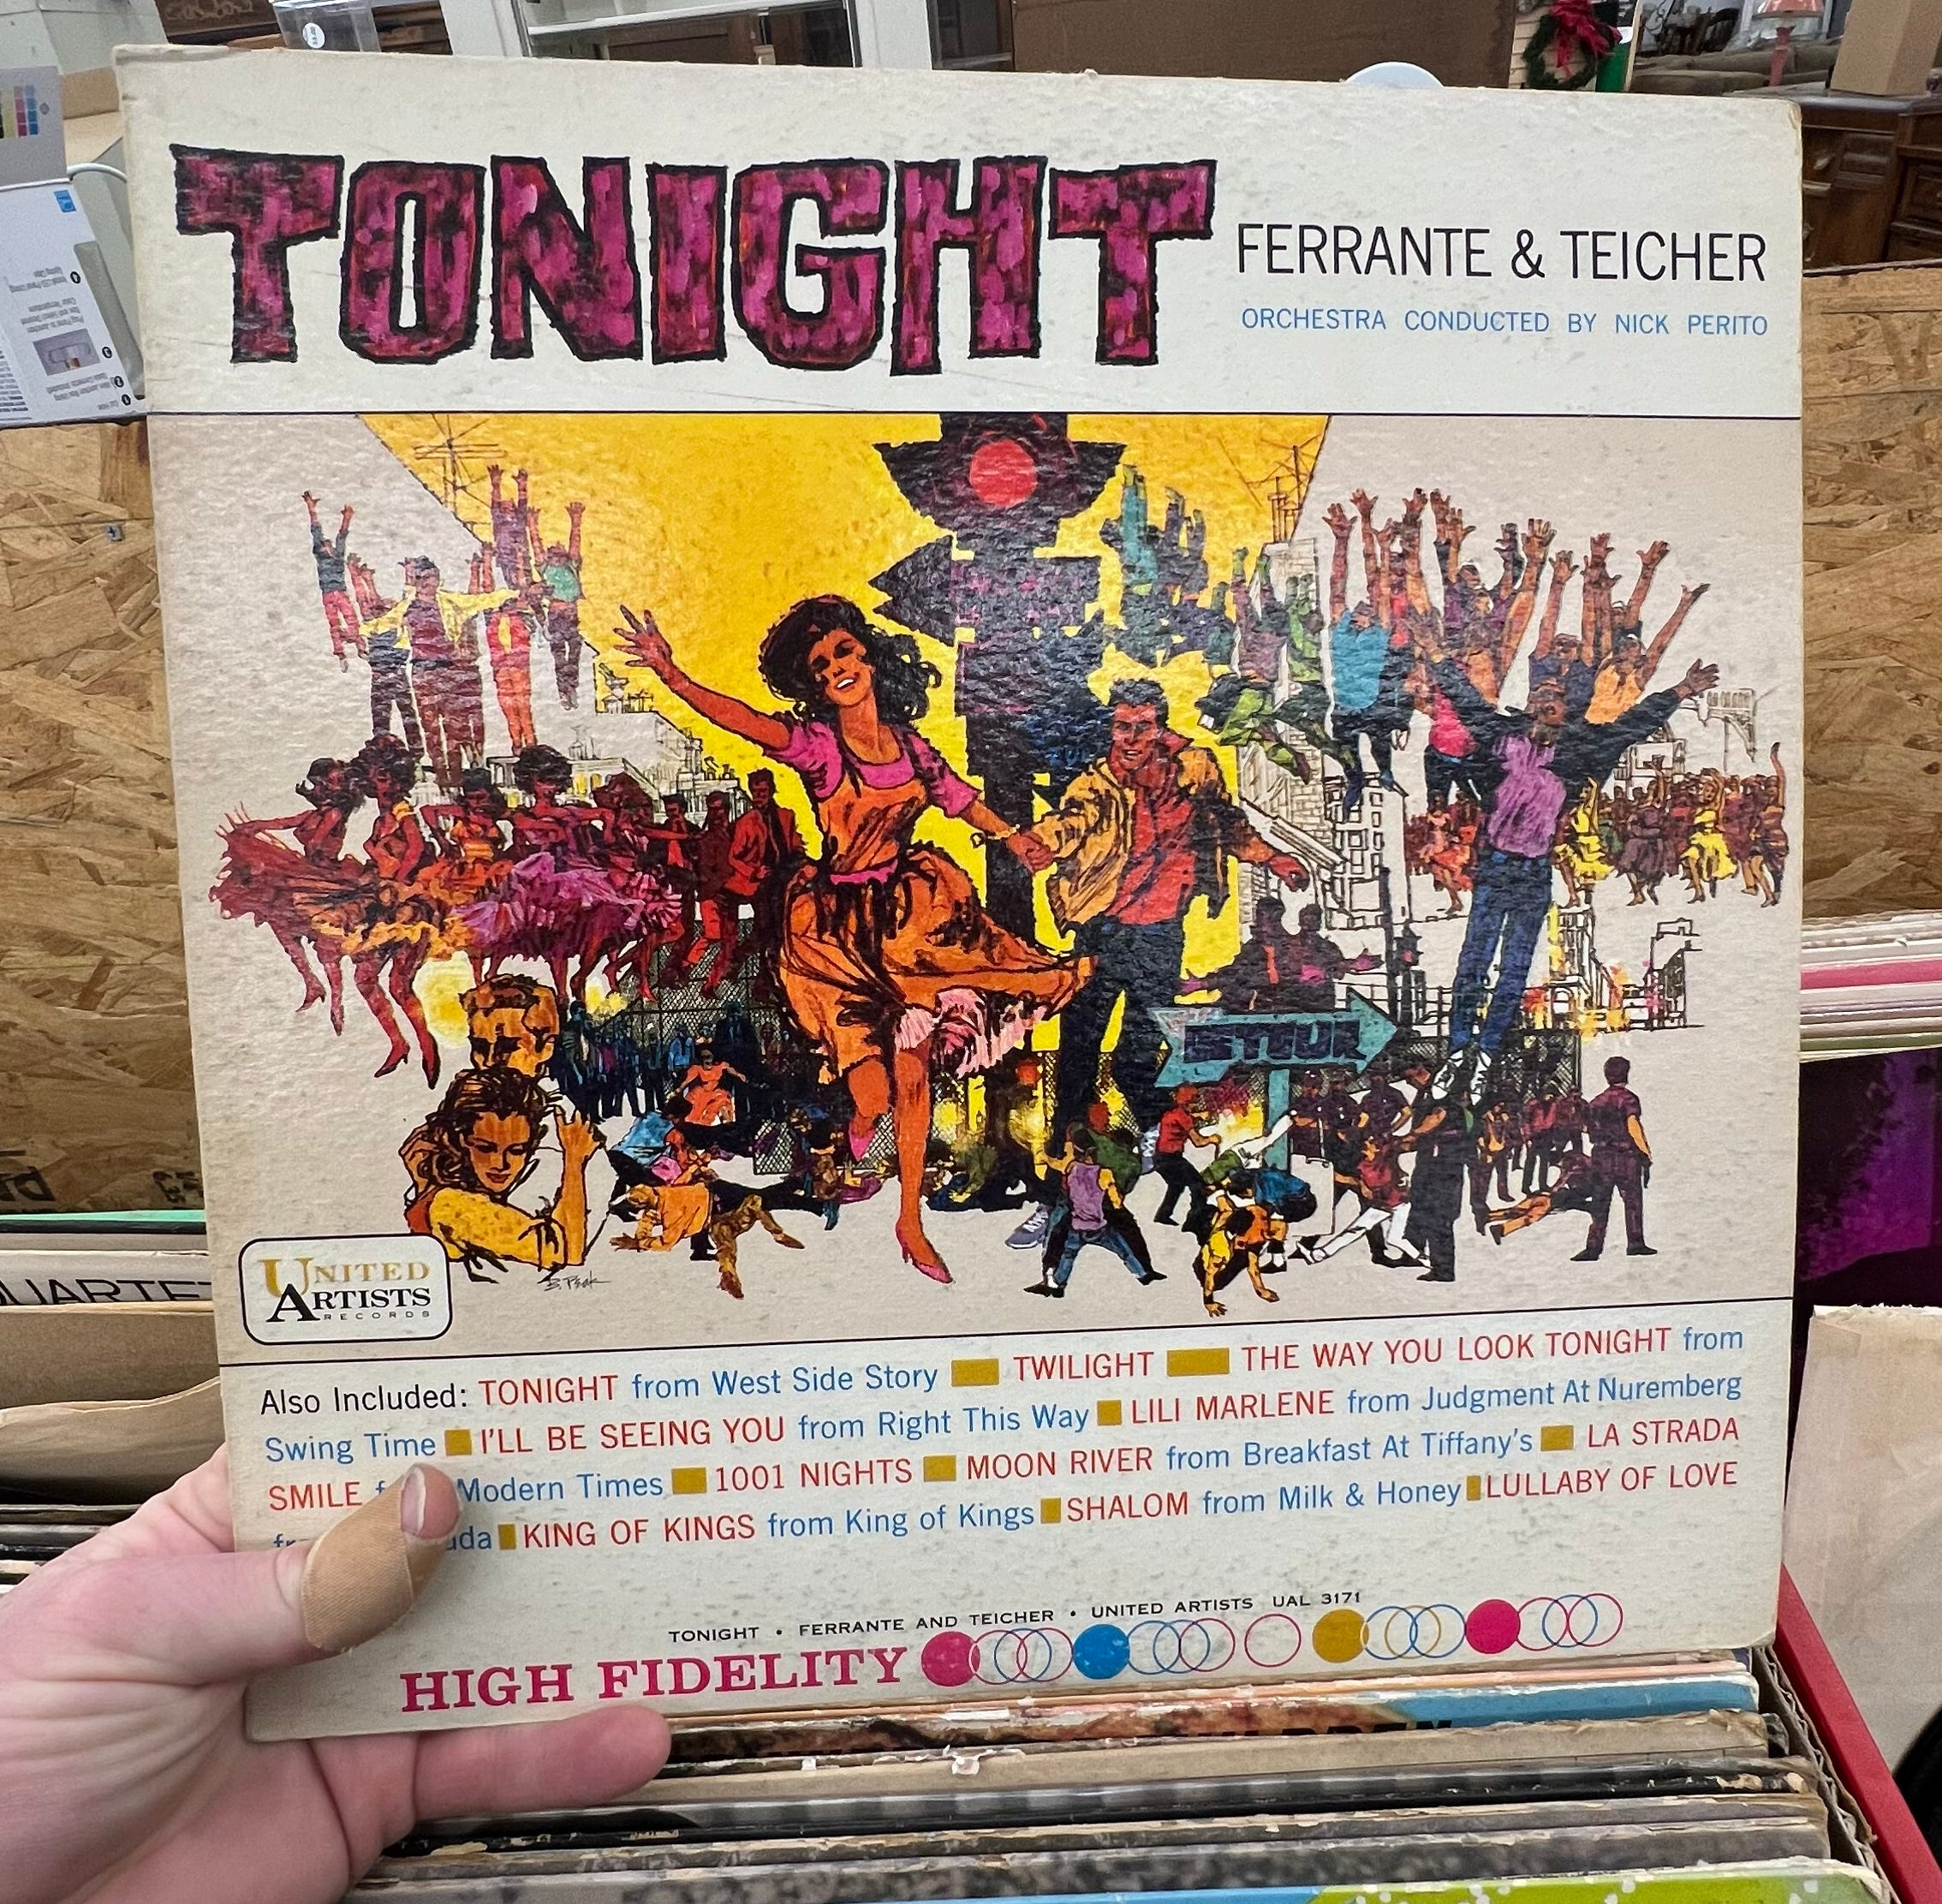 TONIGHT
FERRANTE & TEICHER
ORCHESTRA CONDUCTED BY NICK PERITO
B. Peak
UNITED
ARTISTS
RECORDS
Also Included: TONIGHT from West Side Story TWILIGHT THE WAY YOU LOOK TONIGHT from
Swing Time I'LL BE SEEING YOU from Right This Way LILI MARLENE from Judgment At Nuremberg
SMILE Modern Times 1001 NIGHTS MOON RIVER from Breakfast At Tiffany's LA STRADA
KING OF KINGS from King of Kings SHALOM from Milk & Honey LULLABY OF LOVE
TONIGHT • FERRANTE AND TEICHER • UNITED ARTISTS UAL 3171
HIGH FIDELITY